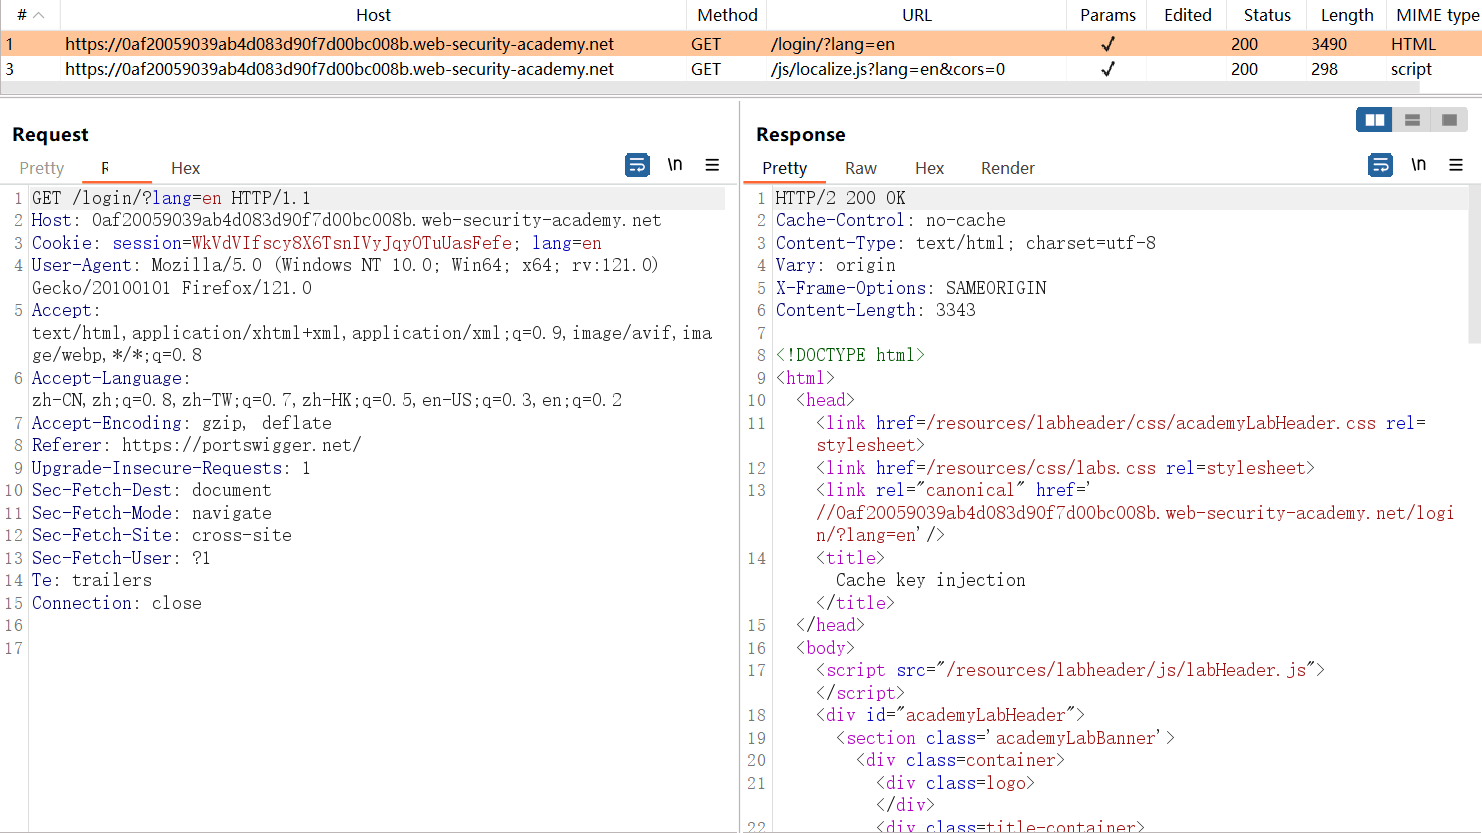 # Host Method URL Params Edited Status Length MIME type
1 https://0af20059039ab4d083d90f7d00bc008b.web-security-academy.net GET /login/?lang=en ✓ 200 3490 HTML
3 https://0af20059039ab4d083d90f7d00bc008b.web-security-academy.net GET /js/localize.js?lang=en&cors=0 ✓ 200 298 script
Request
Pretty R Hex \n
1 GET /login/?lang=en HTTP/1.1
2 Host: 0af20059039ab4d083d90f7d00bc008b.web-security-academy.net
3 Cookie: session=WkVdVIfscy8X6TsnIVyJqyOTuUasFefe; lang=en
4 User-Agent: Mozilla/5.0 (Windows NT 10.0; Win64; x64; rv:121.0)
Gecko/20100101 Firefox/121.0
5 Accept:
text/html,application/xhtml+xml,application/xml;q=0.9,image/avif,ima
ge/webp,*/*;q=0.8
6 Accept-Language:
zh-CN,zh;q=0.8,zh-TW;q=0.7,zh-HK;q=0.5,en-US;q=0.3,en;q=0.2
7 Accept-Encoding: gzip, deflate
8 Referer: https://portswigger.net/
9 Upgrade-Insecure-Requests: 1
10 Sec-Fetch-Dest: document
11 Sec-Fetch-Mode: navigate
12 Sec-Fetch-Site: cross-site
13 Sec-Fetch-User: ?1
14 Te: trailers
15 Connection: close
16
17
Response
Pretty Raw Hex Render \n
1 HTTP/2 200 OK
2 Cache-Control: no-cache
3 Content-Type: text/html; charset=utf-8
4 Vary: origin
5 X-Frame-Options: SAMEORIGIN
6 Content-Length: 3343
7
8 <!DOCTYPE html>
9 <html>
10 <head>
11 <link href=/resources/labheader/css/academyLabHeader.css rel=
stylesheet>
12 <link href=/resources/css/labs.css rel=stylesheet>
13 <link rel="canonical" href='
//0af20059039ab4d083d90f7d00bc008b.web-security-academy.net/logi
n/?lang=en'/>
14 <title>
Cache key injection
</title>
15 </head>
16 <body>
17 <script src="/resources/labheader/js/labHeader.js">
</script>
18 <div id="academyLabHeader">
19 <section class='academyLabBanner'>
20 <div class=container>
21 <div class=logo>
</div>
22 <div class=title-container>